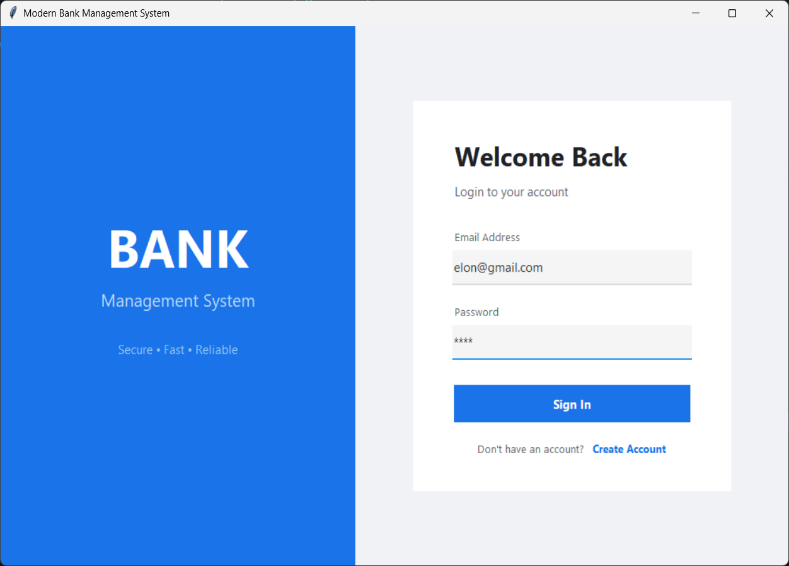 Modern Bank Management System
BANK
Management System
Secure • Fast • Reliable
Welcome Back
Login to your account
Email Address
elon@gmail.com
Password
****
Sign In
Don't have an account? Create Account